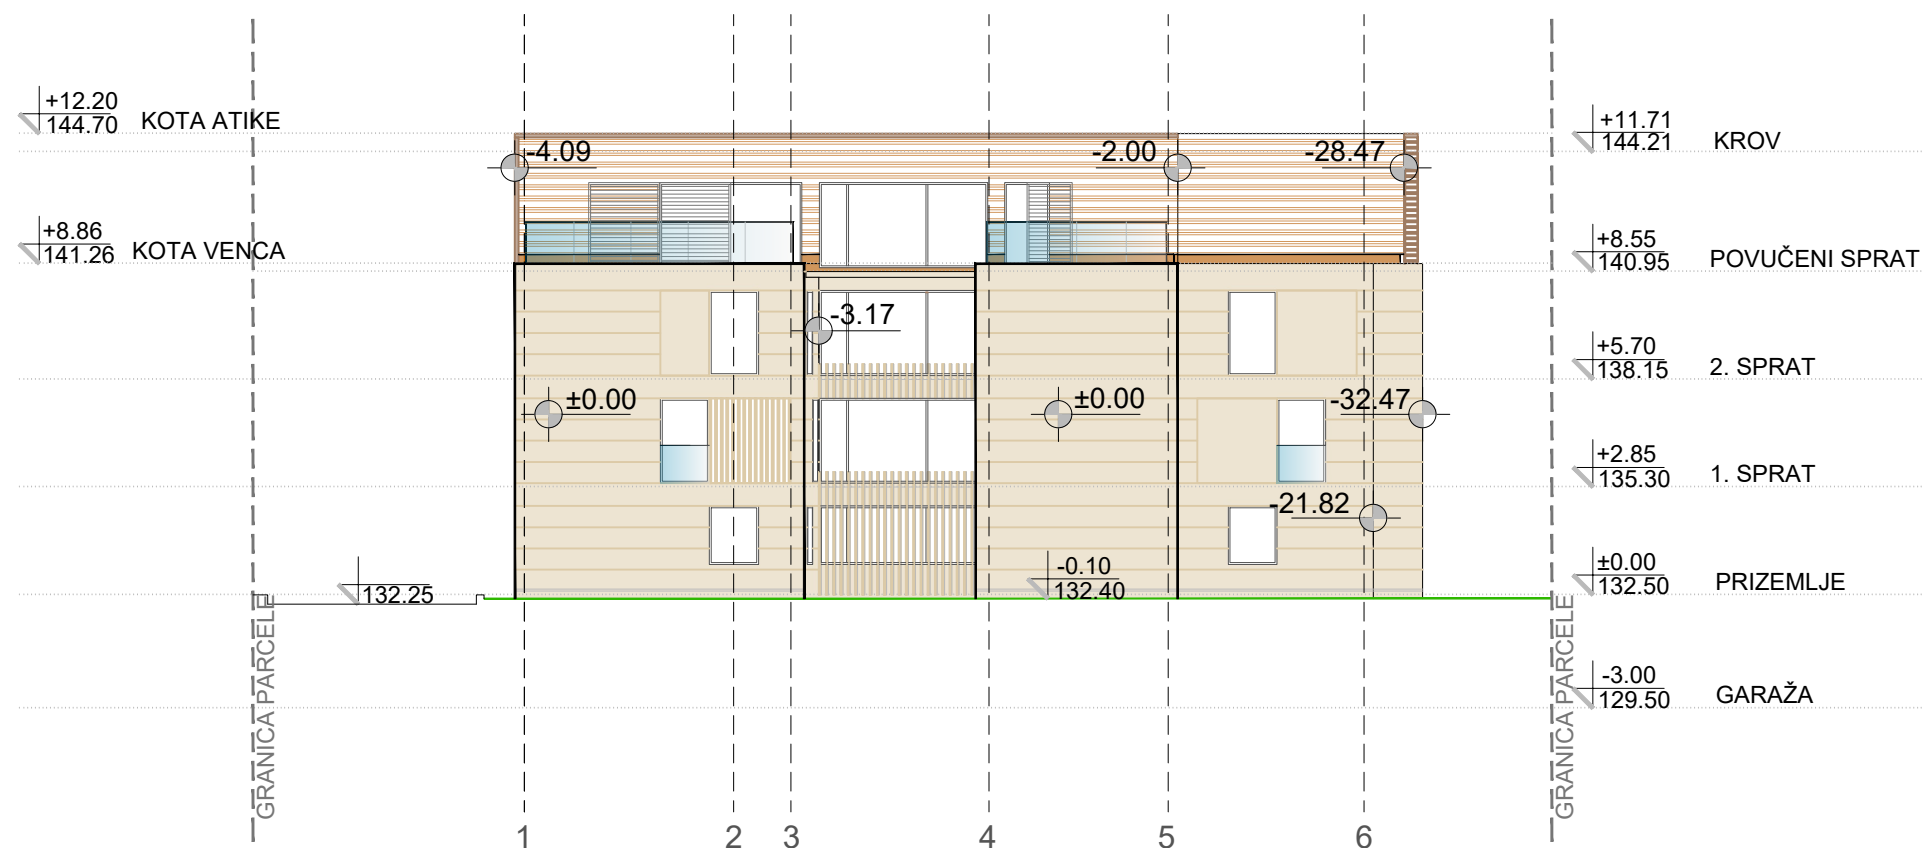 +12.20
144.70 KOTA ATIKE
+8.86
141.26 KOTA VENCA
-4.09
-2.00
-28.47
-3.17
±0.00
±0.00
-32.47
-21.82
-0.10
132.40
132.25
+11.71
144.21 KROV
+8.55
140.95 POVUČENI SPRAT
+5.70
138.15 2. SPRAT
+2.85
135.30 1. SPRAT
±0.00
132.50 PRIZEMLJE
-3.00
129.50 GARAŽA
GRANICA PARCELE
GRANICA PARCELE
1 2 3 4 5 6